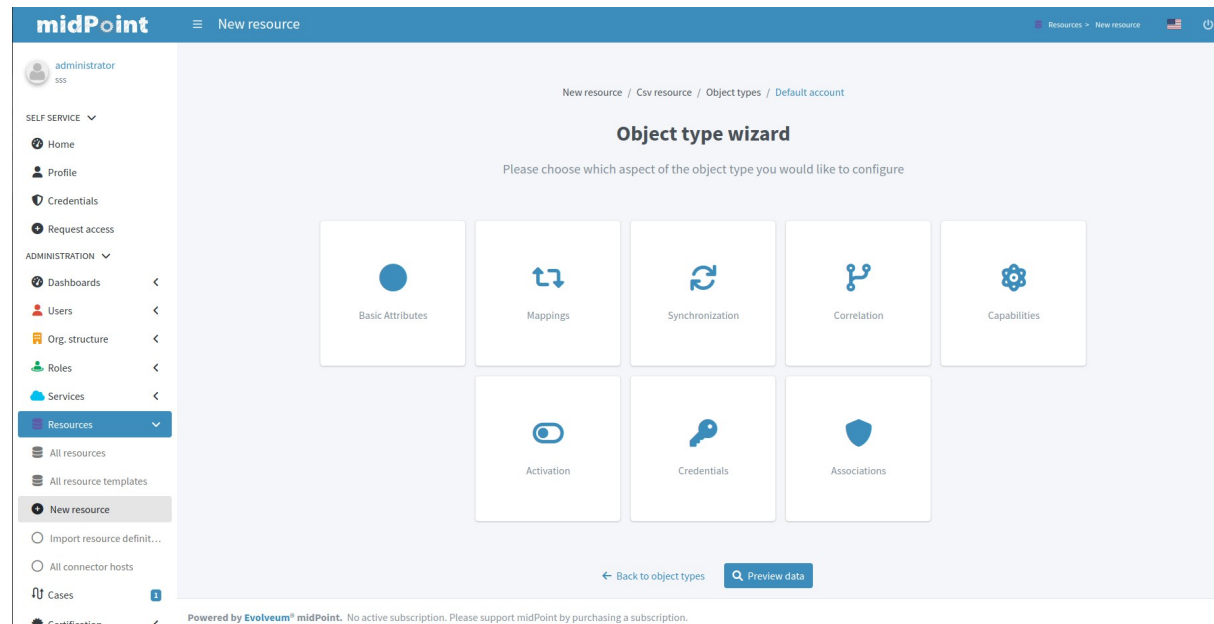 midPoint
New resource
Resources > New resource
administrator
sss
SELF SERVICE
Home
Profile
Credentials
Request access
ADMINISTRATION
Dashboards
Users
Org. structure
Roles
Services
Resources
All resources
All resource templates
New resource
Import resource definit...
All connector hosts
Cases 1
Certification
New resource / Csv resource / Object types / Default account
Object type wizard
Please choose which aspect of the object type you would like to configure
Basic Attributes
Mappings
Synchronization
Correlation
Capabilities
Activation
Credentials
Associations
Back to object types
Preview data
Powered by Evolveum® midPoint. No active subscription. Please support midPoint by purchasing a subscription.